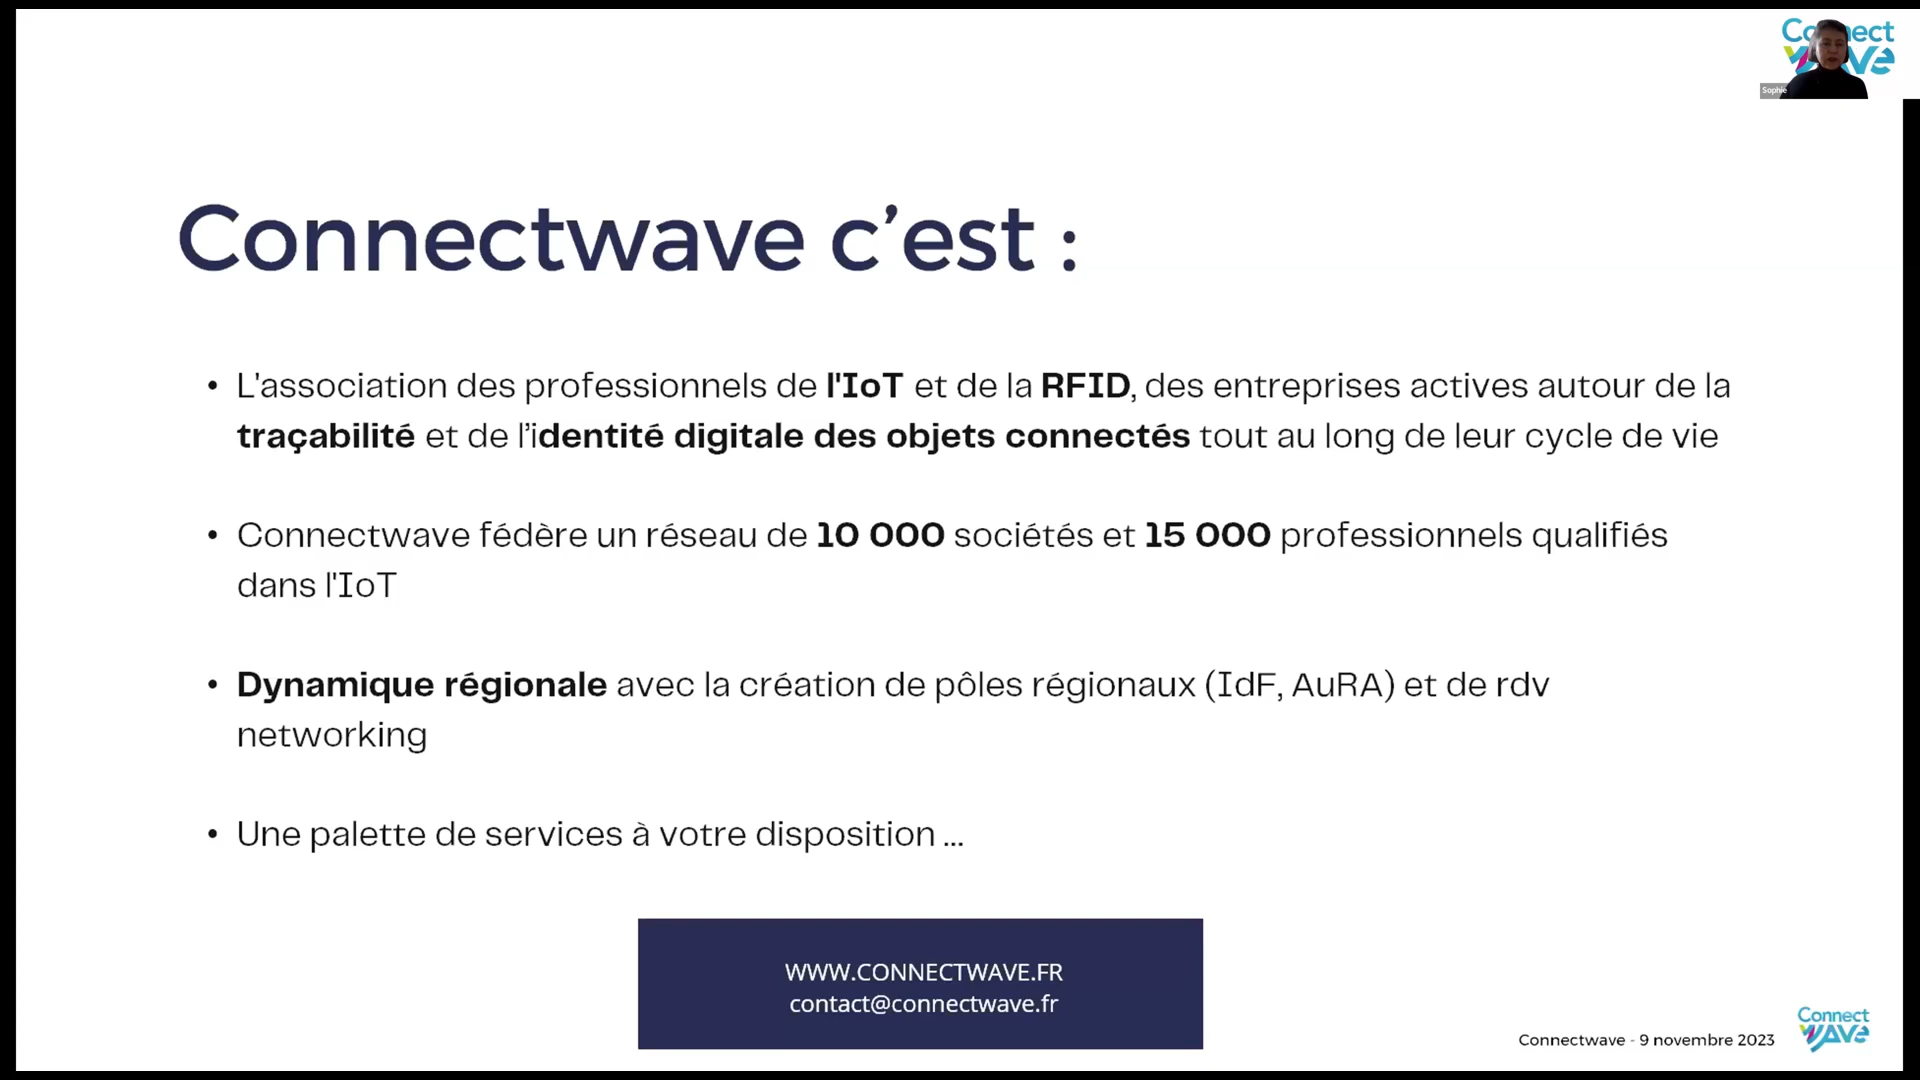 Connect
wave
Sophie
Connectwave c’est :
• L'association des professionnels de l'IoT et de la RFID, des entreprises actives autour de la
traçabilité et de l’identité digitale des objets connectés tout au long de leur cycle de vie
• Connectwave fédère un réseau de 10 000 sociétés et 15 000 professionnels qualifiés
dans l'IoT
• Dynamique régionale avec la création de pôles régionaux (IdF, AuRA) et de rdv
networking
• Une palette de services à votre disposition ...
WWW.CONNECTWAVE.FR
contact@connectwave.fr
Connectwave - 9 novembre 2023
Connect
wave